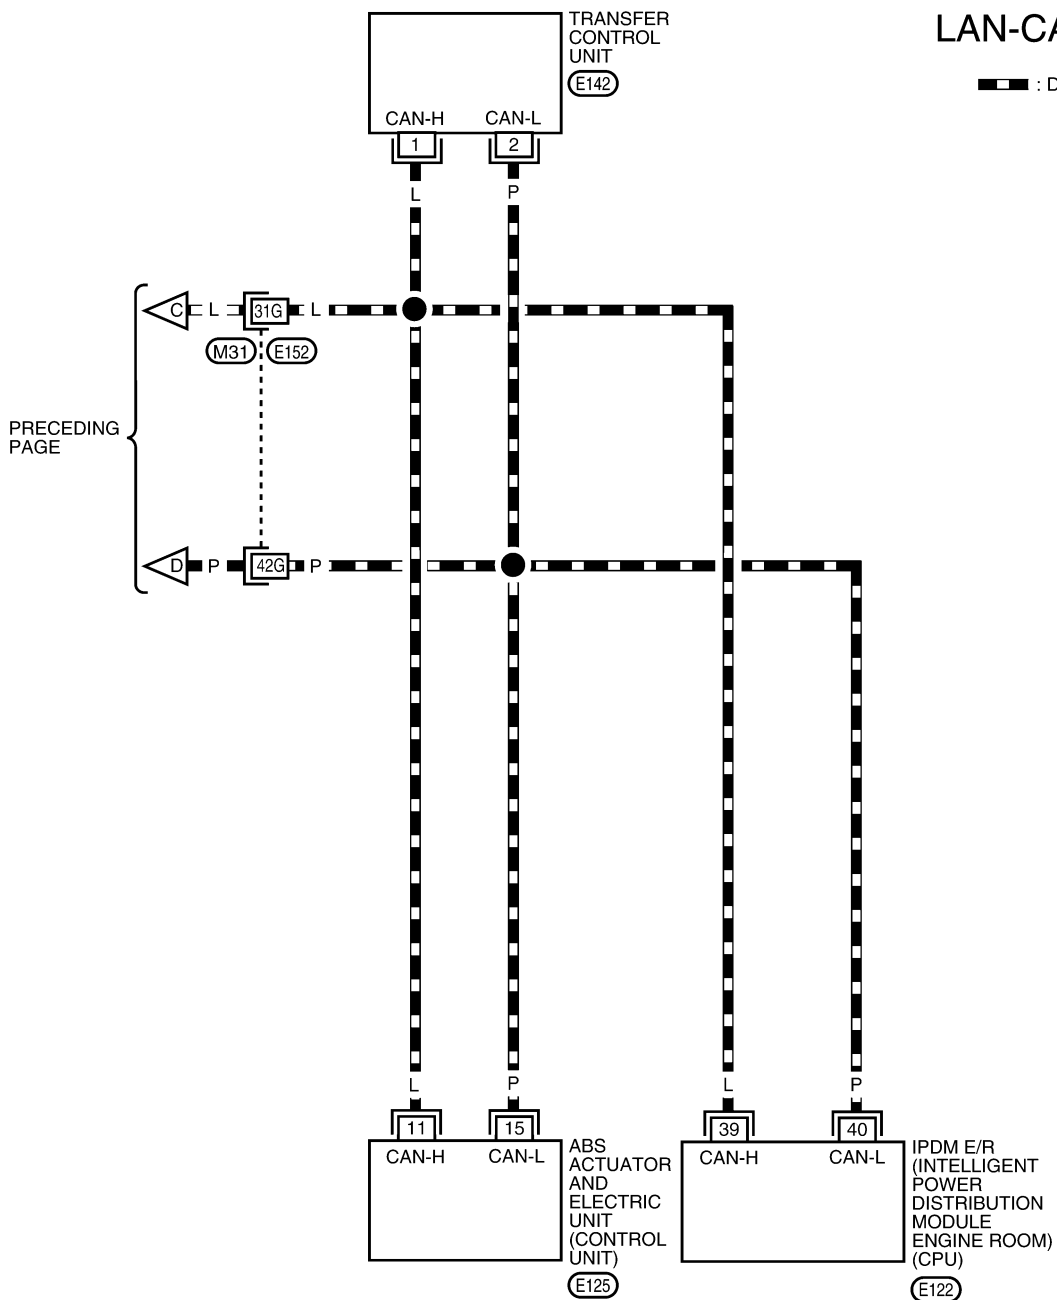 TRANSFER
CONTROL
UNIT
E142
LAN-CA
: D
CAN-H
CAN-L
1
2
L
P
C
L
31G
L
M31
E152
PRECEDING
PAGE
D
P
42G
P
L
P
L
P
11
15
39
40
CAN-H
CAN-L
CAN-H
CAN-L
ABS
ACTUATOR
AND
ELECTRIC
UNIT
(CONTROL
UNIT)
E125
IPDM E/R
(INTELLIGENT
POWER
DISTRIBUTION
MODULE
ENGINE ROOM)
(CPU)
E122